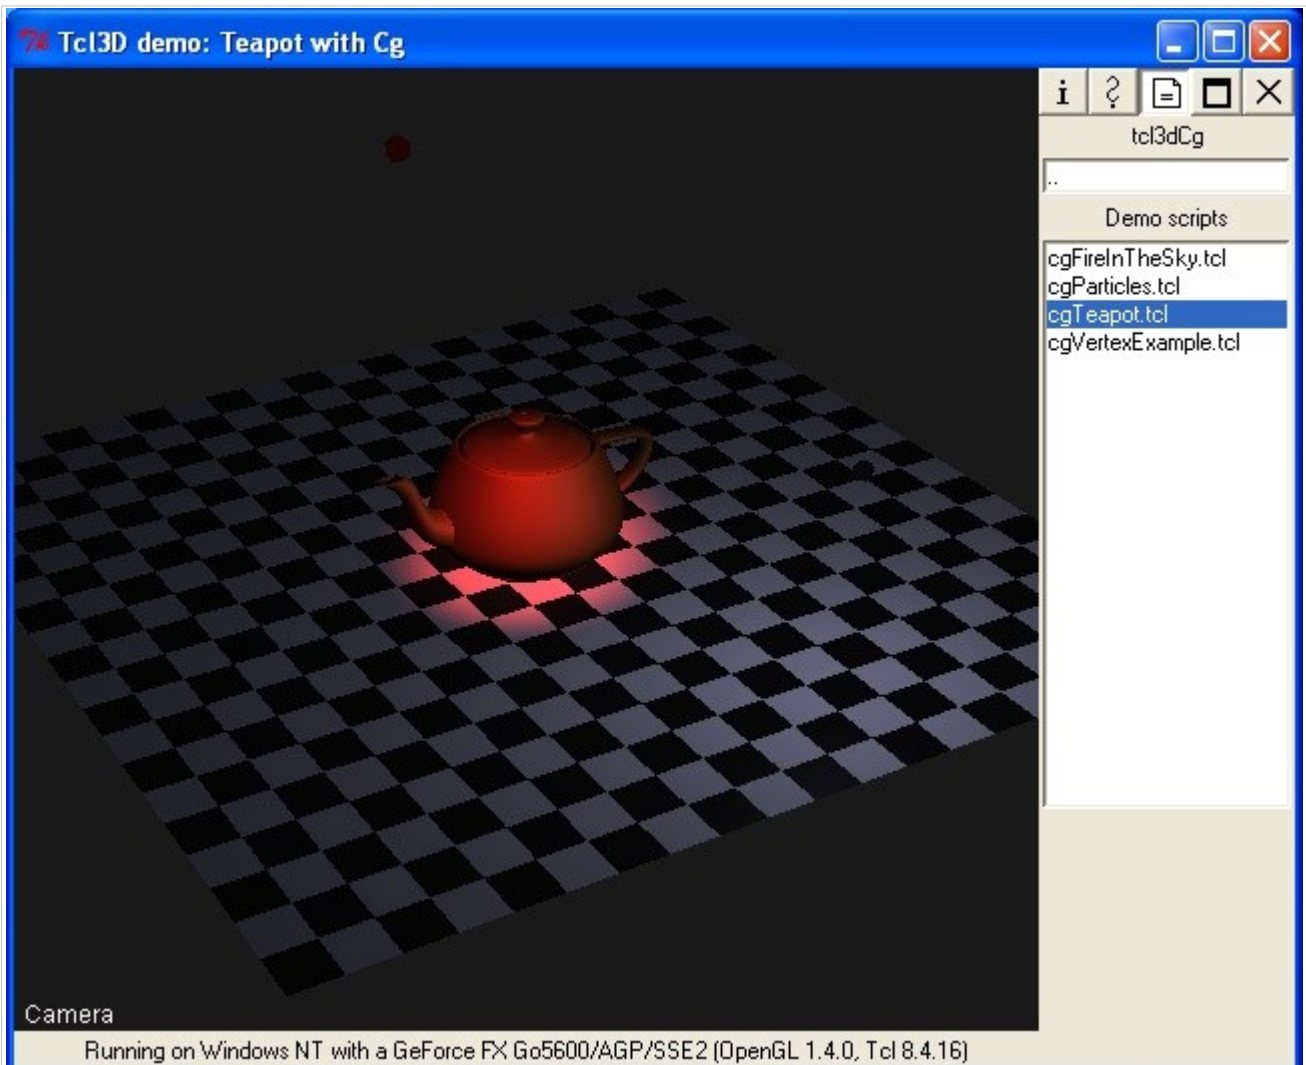 Tcl3D demo: Teapot with Cg
i ?
tcl3dCg
..
Demo scripts
cgFireInTheSky.tcl
cgParticles.tcl
cgTeapot.tcl
cgVertexExample.tcl
Camera
Running on Windows NT with a GeForce FX Go5600/AGP/SSE2 (OpenGL 1.4.0, Tcl 8.4.16)